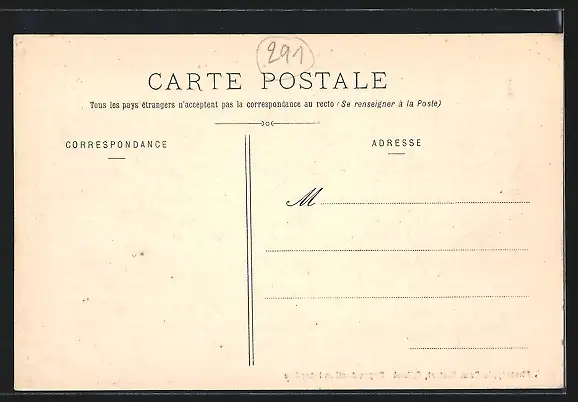 291
CARTE POSTALE
Tous les pays étrangers n'acceptent pas la correspondance au recto (Se renseigner à la Poste)
CORRESPONDANCE
ADRESSE
M